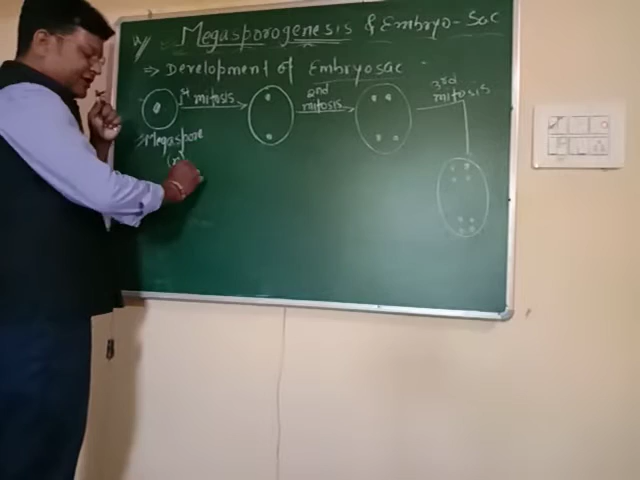 Megasporogenesis & Embryo-Sac
⇒ Development of Embryosac
1st mitosis
2nd mitosis
3rd mitosis
⇒ Megaspore